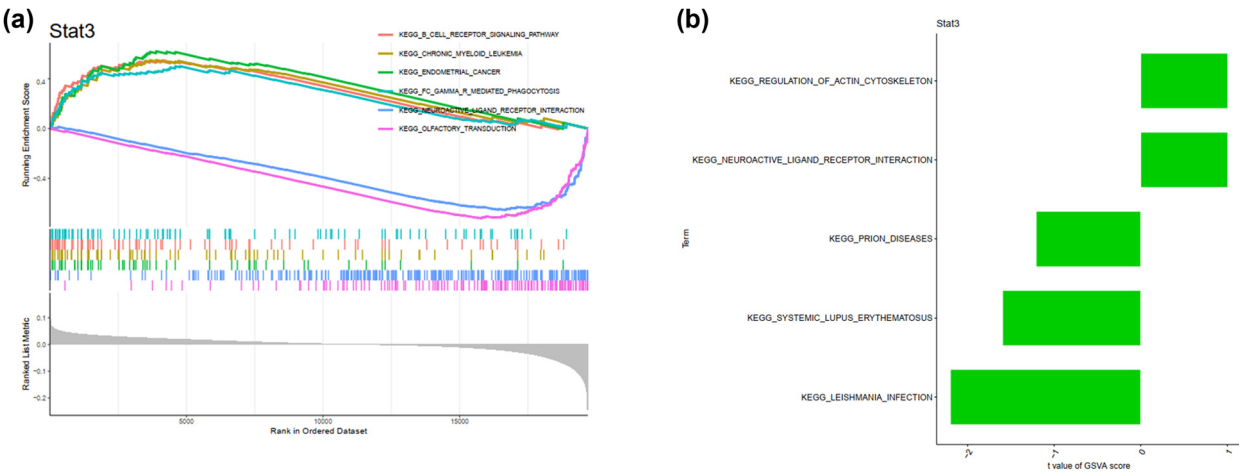 (a)
Stat3
KEGG_B_CELL_RECEPTOR_SIGNALING_PATHWAY
KEGG_CHRONIC_MYELOID_LEUKEMIA
KEGG_ENDOMETRIAL_CANCER
KEGG_FC_GAMMA_R_MEDIATED_PHAGOCYTOSIS
KEGG_NEUROACTIVE_LIGAND_RECEPTOR_INTERACTION
KEGG_OLFACTORY_TRANSDUCTION
Running Enrichment Score
0.4
0.0
-0.4
Ranked List Metric
0.1
0.0
-0.1
-0.2
5000
10000
15000
Rank in Ordered Dataset
(b)
Stat3
Term
KEGG_REGULATION_OF_ACTIN_CYTOSKELETON
KEGG_NEUROACTIVE_LIGAND_RECEPTOR_INTERACTION
KEGG_PRION_DISEASES
KEGG_SYSTEMIC_LUPUS_ERYTHEMATOSUS
KEGG_LEISHMANIA_INFECTION
-2
-1
0
1
t value of GSVA score